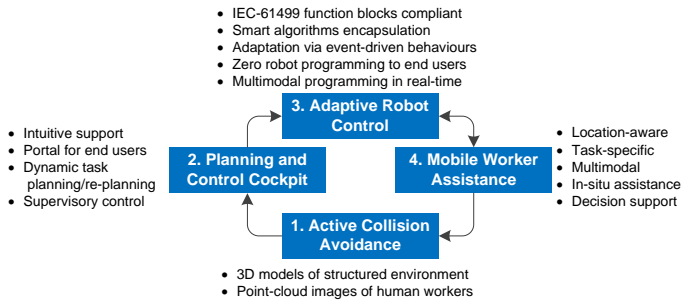 • IEC-61499 function blocks compliant
• Smart algorithms encapsulation
• Adaptation via event-driven behaviours
• Zero robot programming to end users
• Multimodal programming in real-time
3. Adaptive Robot
Control
• Intuitive support
• Portal for end users
• Dynamic task
planning/re-planning
• Supervisory control
2. Planning and
Control Cockpit
4. Mobile Worker
Assistance
• Location-aware
• Task-specific
• Multimodal
• In-situ assistance
• Decision support
1. Active Collision
Avoidance
• 3D models of structured environment
• Point-cloud images of human workers